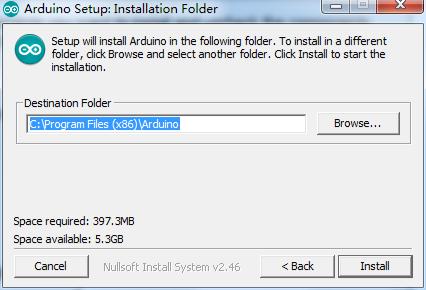 Arduino Setup: Installation Folder
Setup will install Arduino in the following folder. To install in a different
folder, click Browse and select another folder. Click Install to start the
installation.
Destination Folder
C:\Program Files (x86)\Arduino
Browse...
Space required: 397.3MB
Space available: 5.3GB
Cancel
Nullsoft Install System v2.46
< Back
Install